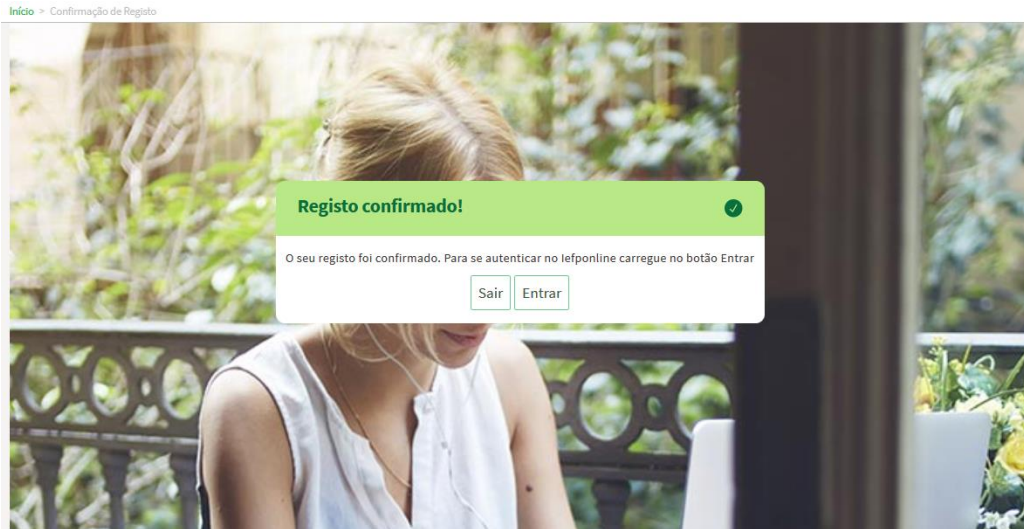 Início > Confirmação de Registo
Registo confirmado!
O seu registo foi confirmado. Para se autenticar no Iefponline carregue no botão Entrar
Sair Entrar